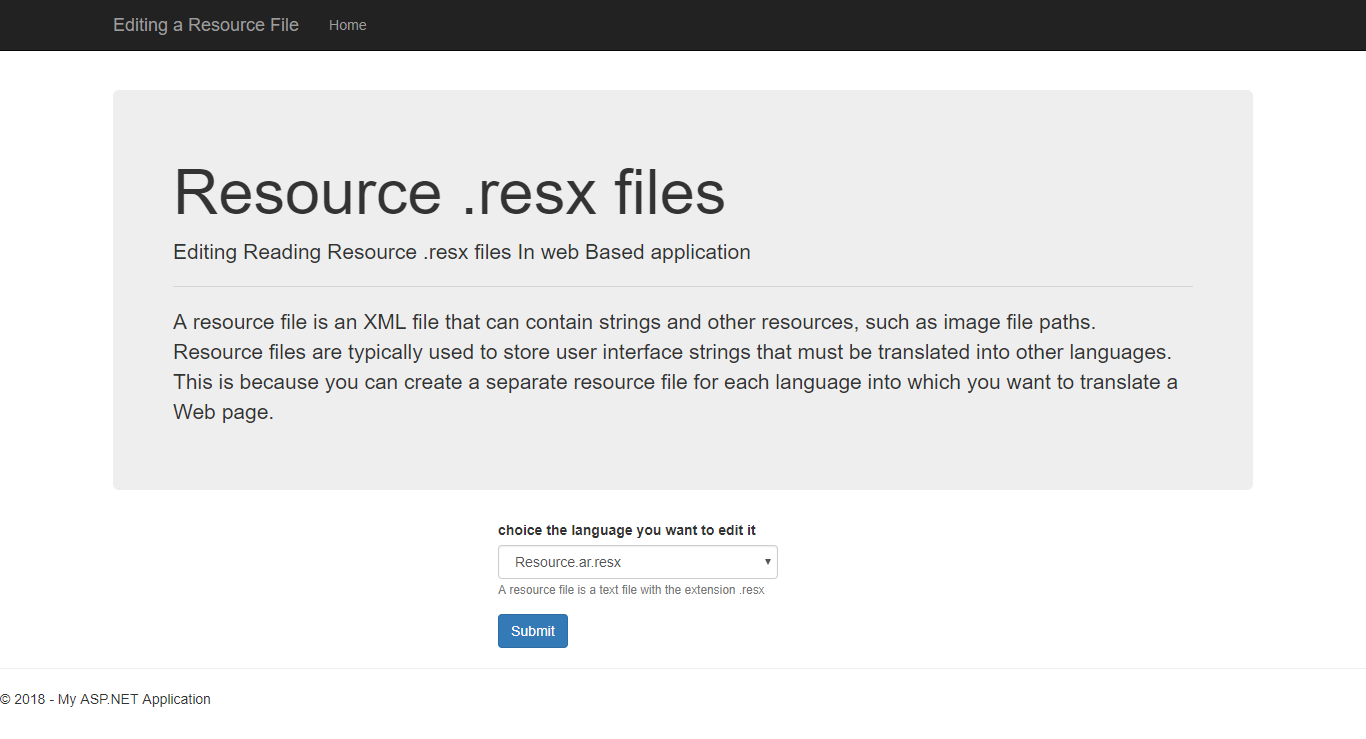 Editing a Resource File Home
Resource .resx files
Editing Reading Resource .resx files In web Based application
A resource file is an XML file that can contain strings and other resources, such as image file paths.
Resource files are typically used to store user interface strings that must be translated into other languages.
This is because you can create a separate resource file for each language into which you want to translate a
Web page.
choice the language you want to edit it
Resource.ar.resx
A resource file is a text file with the extension .resx
Submit
© 2018 - My ASP.NET Application